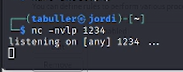 (tabuller㉿jordi)-[~]
$ nc -nvlp 1234
listening on [any] 1234 ...